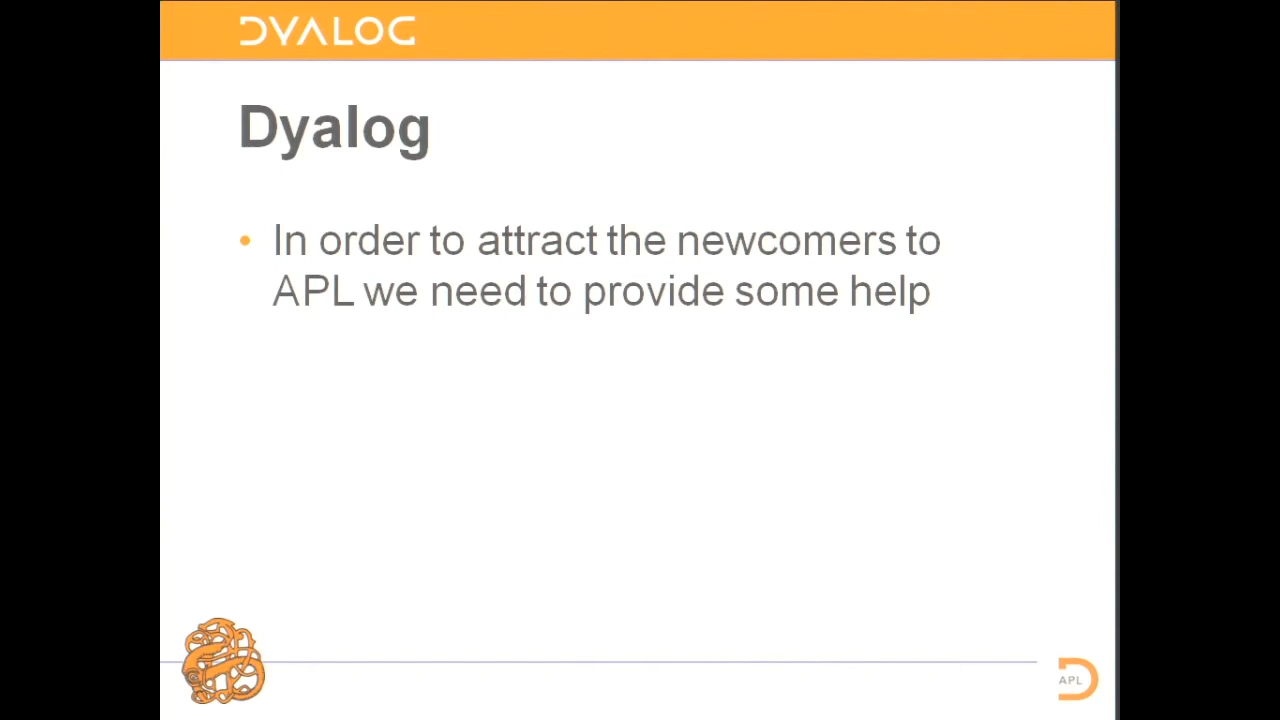 DYALOG
Dyalog
• In order to attract the newcomers to
APL we need to provide some help
APL